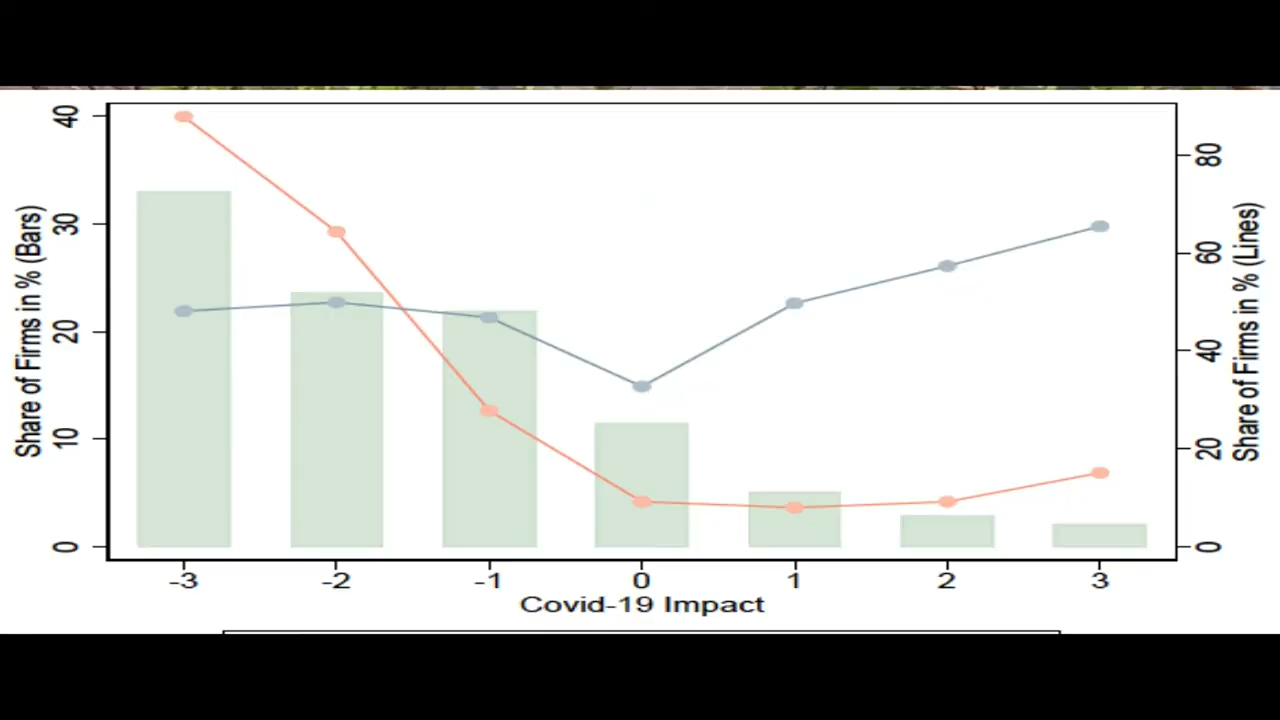 Share of Firms in % (Bars)
40
30
20
10
0
80
60
40
20
0
Share of Firms in % (Lines)
-3 -2 -1 0 1 2 3
Covid-19 Impact